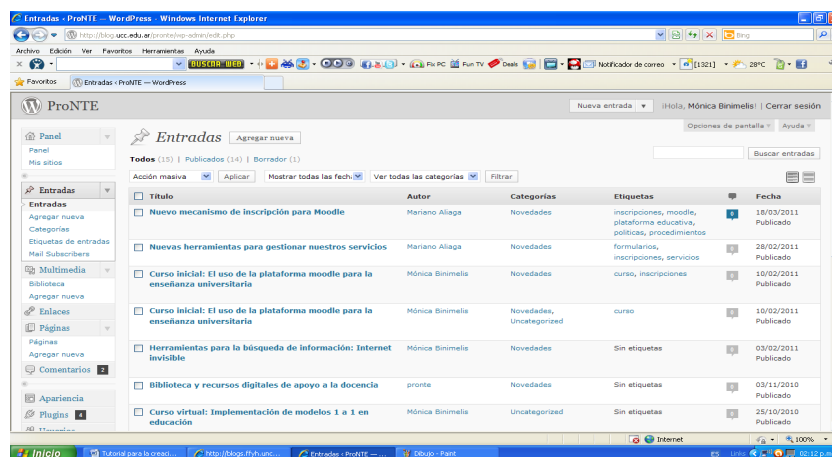 Entradas ‹ ProNTE — WordPress - Windows Internet Explorer
http://blog.ucc.edu.ar/pronte/wp-admin/edit.php
Bing
Archivo Edición Ver Favoritos Herramientas Ayuda
BUSCAR WEB Fix PC Fun TV Deals Notificador de correo [1321] 28°C
Favoritos Entradas ‹ ProNTE — WordPress
ProNTE Nueva entrada ¡Hola, Mónica Binimelis! | Cerrar sesión
Opciones de pantalla Ayuda
Panel
Panel
Mis sitios
Entradas
Entradas
Agregar nueva
Categorías
Etiquetas de entradas
Mail Subscribers
Multimedia
Biblioteca
Agregar nueva
Enlaces
Páginas
Páginas
Agregar nueva
Comentarios 2
Apariencia
Plugins 4
Usuarios
Entradas Agregar nueva
Todos (15) | Publicados (14) | Borrador (1)
Buscar entradas
Acción masiva Aplicar Mostrar todas las fech Ver todas las categorías Filtrar
Título Autor Categorías Etiquetas Fecha
Nuevo mecanismo de inscripción para Moodle Mariano Aliaga Novedades inscripciones, moodle, 0 18/03/2011
plataforma educativa, Publicado
politicas, procedimientos
Nuevas herramientas para gestionar nuestros servicios Mariano Aliaga Novedades formularios, 0 28/02/2011
inscripciones, servicios Publicado
Curso inicial: El uso de la plataforma moodle para la Mónica Binimelis Novedades curso, inscripciones 0 10/02/2011
enseñanza universitaria Publicado
Curso inicial: El uso de la plataforma moodle para la Mónica Binimelis Novedades, curso 0 10/02/2011
enseñanza universitaria Uncategorized Publicado
Herramientas para la búsqueda de información: Internet Mónica Binimelis Novedades Sin etiquetas 0 03/02/2011
invisible Publicado
Biblioteca y recursos digitales de apoyo a la docencia pronte Novedades Sin etiquetas 0 03/11/2010
Publicado
Curso virtual: Implementación de modelos 1 a 1 en Mónica Binimelis Uncategorized Sin etiquetas 0 25/10/2010
educación Publicado
Internet 100%
Inicio Tutorial para la creaci... http://blogs.ffyh.unc... Entradas ‹ ProNTE — ... Dibujo - Paint ES Links 02:12 p.m.